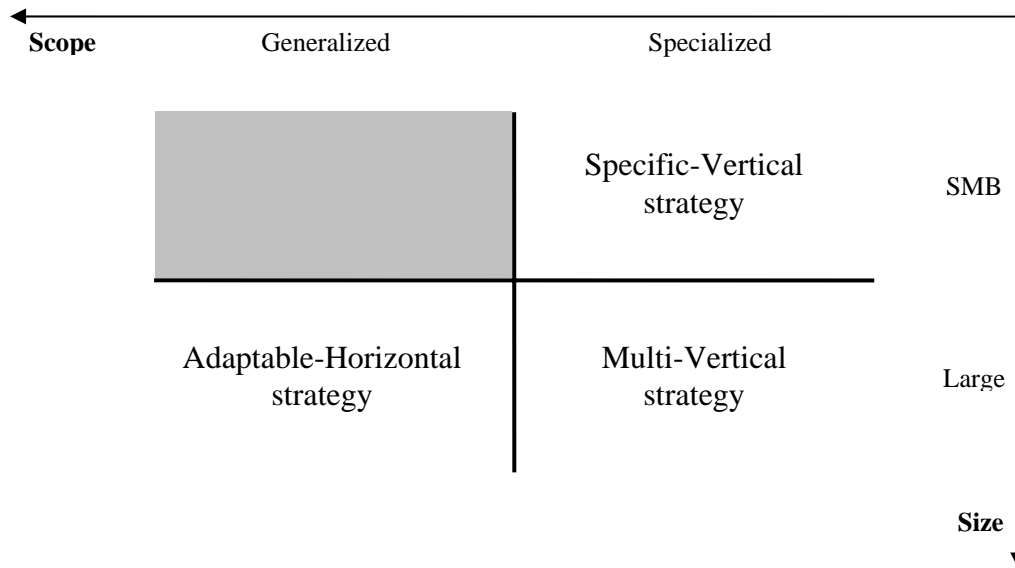 Scope Generalized Specialized
Specific-Vertical
strategy
SMB
Adaptable-Horizontal
strategy
Multi-Vertical
strategy
Large
Size